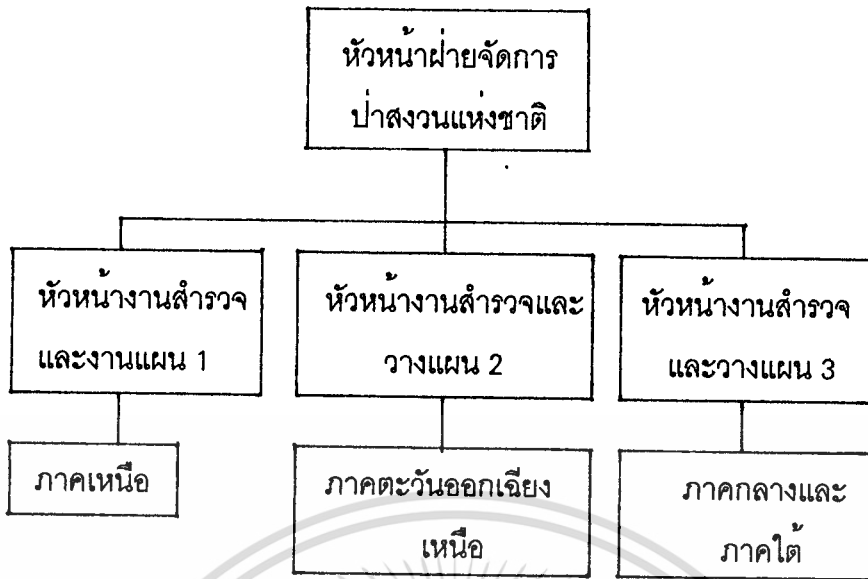 หัวหน้าฝ่ายจัดการ
ป่าสงวนแห่งชาติ
หัวหน้างานสำรวจ
และงานแผน 1
หัวหน้างานสำรวจและ
วางแผน 2
หัวหน้างานสำรวจ
และวางแผน 3
ภาคเหนือ
ภาคตะวันออกเฉียง
เหนือ
ภาคกลางและ
ภาคใต้